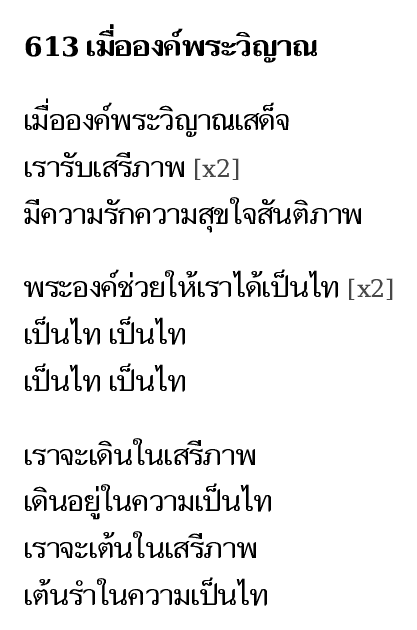 613 เมื่อองค์พระวิญาณ
เมื่อองค์พระวิญาณเสด็จ
เรารับเสรีภาพ [x2]
มีความรักความสุขใจสันติภาพ
พระองค์ช่วยให้เราได้เป็นไท [x2]
เป็นไท เป็นไท
เป็นไท เป็นไท
เราจะเดินในเสรีภาพ
เดินอยู่ในความเป็นไท
เราจะเต้นในเสรีภาพ
เต้นรำในความเป็นไท